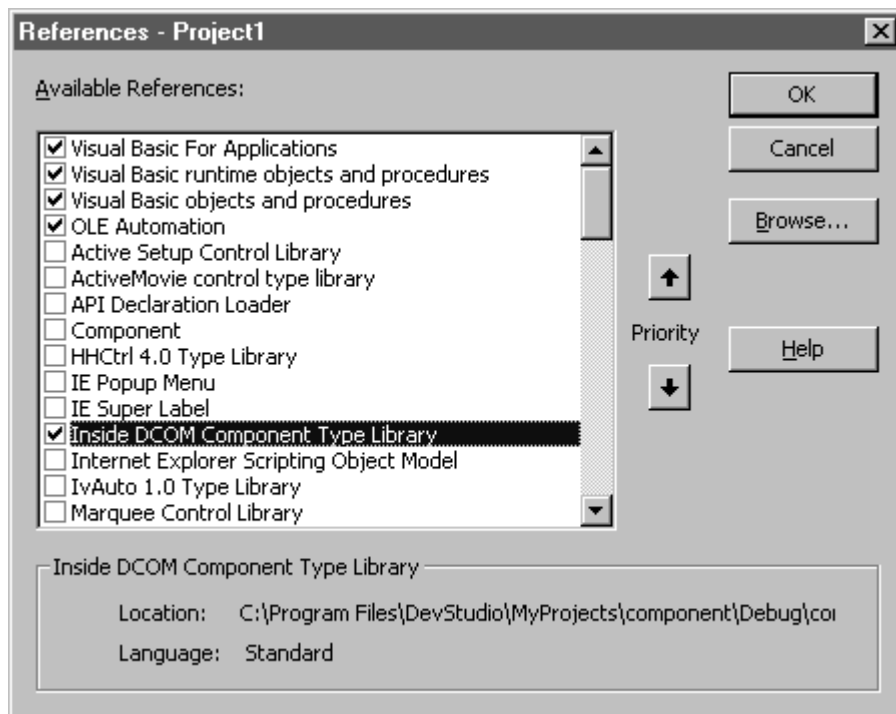 References - Project1
Available References:
OK
Cancel
Browse...
Help
Visual Basic For Applications
Visual Basic runtime objects and procedures
Visual Basic objects and procedures
OLE Automation
Active Setup Control Library
ActiveMovie control type library
API Declaration Loader
Component
HHCtrl 4.0 Type Library
IE Popup Menu
IE Super Label
Inside DCOM Component Type Library
Internet Explorer Scripting Object Model
IvAuto 1.0 Type Library
Marquee Control Library
Priority
Inside DCOM Component Type Library
Location: C:\Program Files\DevStudio\MyProjects\component\Debug\
Language: Standard